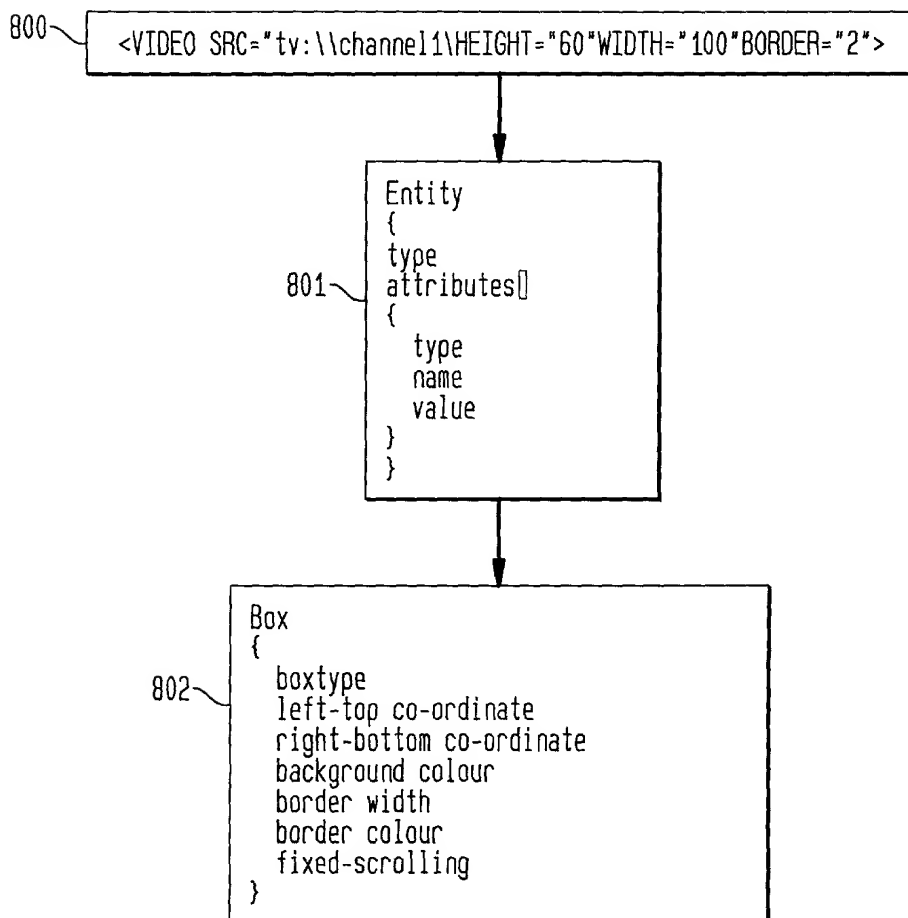 800
<VIDEO SRC="tv:\\channel1\HEIGHT="60"WIDTH="100"BORDER="2">
801
Entity
{
type
attributes[]
{
type
name
value
}
}
802
Box
{
boxtype
left-top co-ordinate
right-bottom co-ordinate
background colour
border width
border colour
fixed-scrolling
}